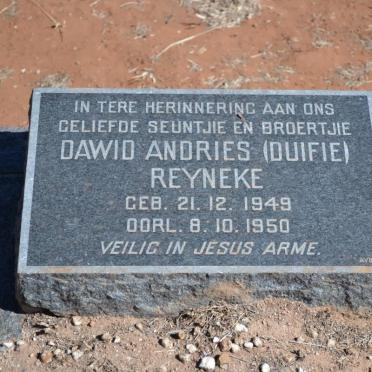 IN TERE HERINNERING AAN ONS
GELIEFDE SEUNTJIE EN BROERTJIE
DAWID ANDRIES (DUIFIE)
REYNEKE
GEB. 21. 12. 1949
OORL. 8. 10. 1950
VEILIG IN JESUS ARME.